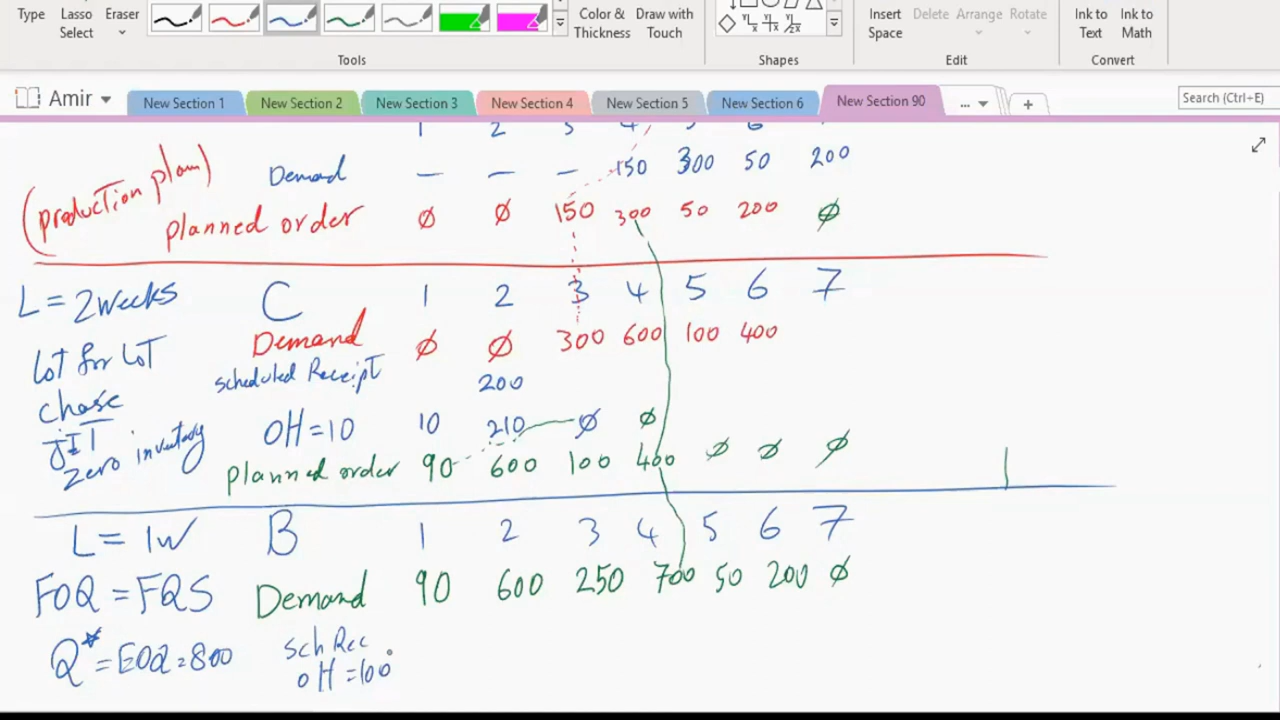 Type Lasso Select Eraser Color & Thickness Draw with Touch Insert Space Delete Arrange Rotate Ink to Text Ink to Math
Tools Shapes Edit Convert
Amir New Section 1 New Section 2 New Section 3 New Section 4 New Section 5 New Section 6 New Section 90 ... + Search (Ctrl+E)
1 2 3 4 5 6
(production plan) Demand — — — 150 300 50 200
planned order ∅ ∅ 150 300 50 200 ∅
L = 2 weeks C 1 2 3 4 5 6 7
Lot for Lot Demand ∅ ∅ 300 600 100 400
chase scheduled Receipt 200
JIT OH = 10 10 210 ∅ ∅
Zero inventory planned order 90 600 100 400 ∅ ∅ ∅
L = 1W B 1 2 3 4 5 6 7
FOQ = FQS Demand 90 600 250 700 50 200 ∅
Q* = EOQ = 800 Sch Rec
OH = 100